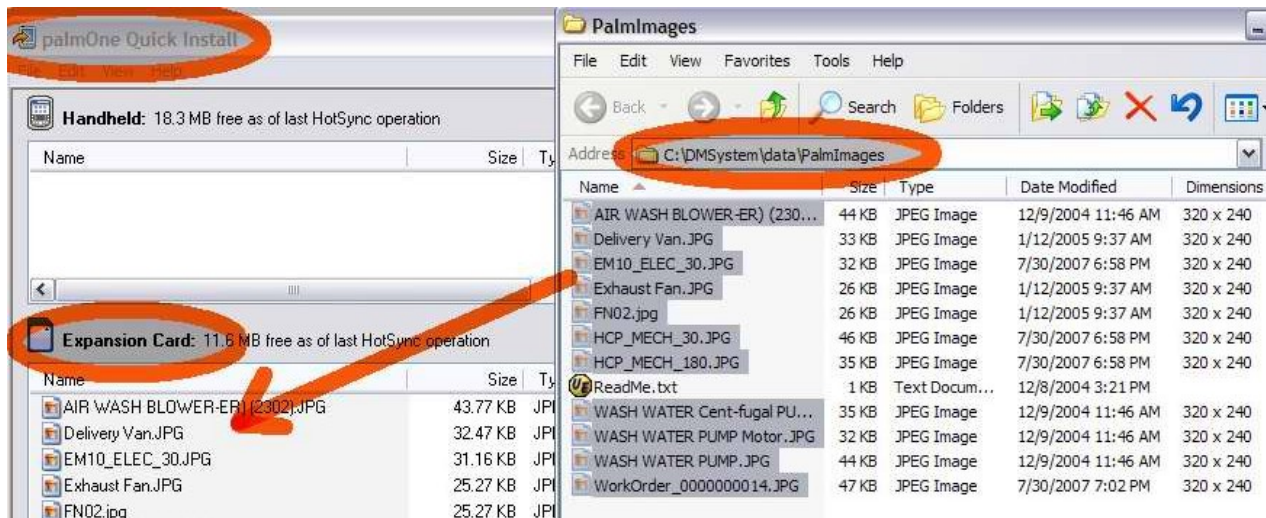 palmOne Quick Install
File Edit View Help
Handheld: 18.3 MB free as of last HotSync operation
Name Size Ty
Expansion Card: 11.6 MB free as of last HotSync operation
Name Size Ty
AIR WASH BLOWER-ER) (2302).JPG 43.77 KB JPI
Delivery Van.JPG 32.47 KB JPI
EM10_ELEC_30.JPG 31.16 KB JPI
Exhaust Fan.JPG 25.27 KB JPI
FN02.jpg 25.27 KB JPI
PalmImages
File Edit View Favorites Tools Help
Back Search Folders
Address C:\DMSystem\data\PalmImages
Name Size Type Date Modified Dimensions
AIR WASH BLOWER-ER) (230... 44 KB JPEG Image 12/9/2004 11:46 AM 320 x 240
Delivery Van.JPG 33 KB JPEG Image 1/12/2005 9:37 AM 320 x 240
EM10_ELEC_30.JPG 32 KB JPEG Image 7/30/2007 6:58 PM 320 x 240
Exhaust Fan.JPG 26 KB JPEG Image 1/12/2005 9:37 AM 320 x 240
FN02.jpg 26 KB JPEG Image 1/12/2005 9:37 AM 320 x 240
HCP_MECH_30.JPG 46 KB JPEG Image 7/30/2007 6:58 PM 320 x 240
HCP_MECH_180.JPG 35 KB JPEG Image 7/30/2007 6:58 PM 320 x 240
ReadMe.txt 1 KB Text Docum... 12/8/2004 3:21 PM
WASH WATER Cent-fugal PU... 35 KB JPEG Image 12/9/2004 11:46 AM 320 x 240
WASH WATER PUMP Motor.JPG 32 KB JPEG Image 12/9/2004 11:46 AM 320 x 240
WASH WATER PUMP.JPG 44 KB JPEG Image 12/9/2004 11:46 AM 320 x 240
WorkOrder_0000000014.JPG 47 KB JPEG Image 7/30/2007 7:02 PM 320 x 240